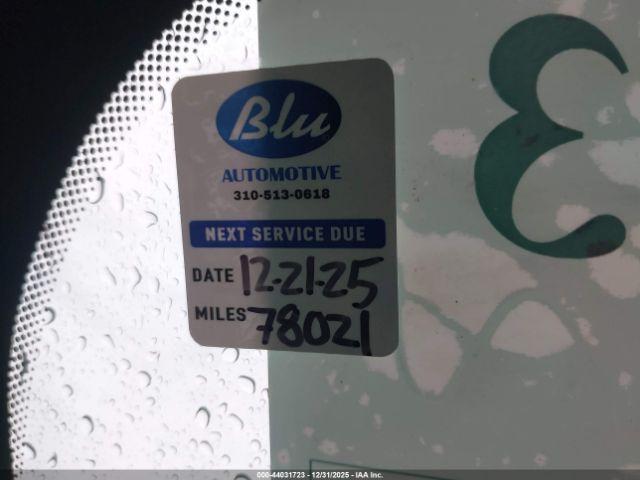 Blu
AUTOMOTIVE
310-513-0618
NEXT SERVICE DUE
DATE 12-21-25
MILES 78021
000-44031723 - 12/31/2025 - IAA Inc.